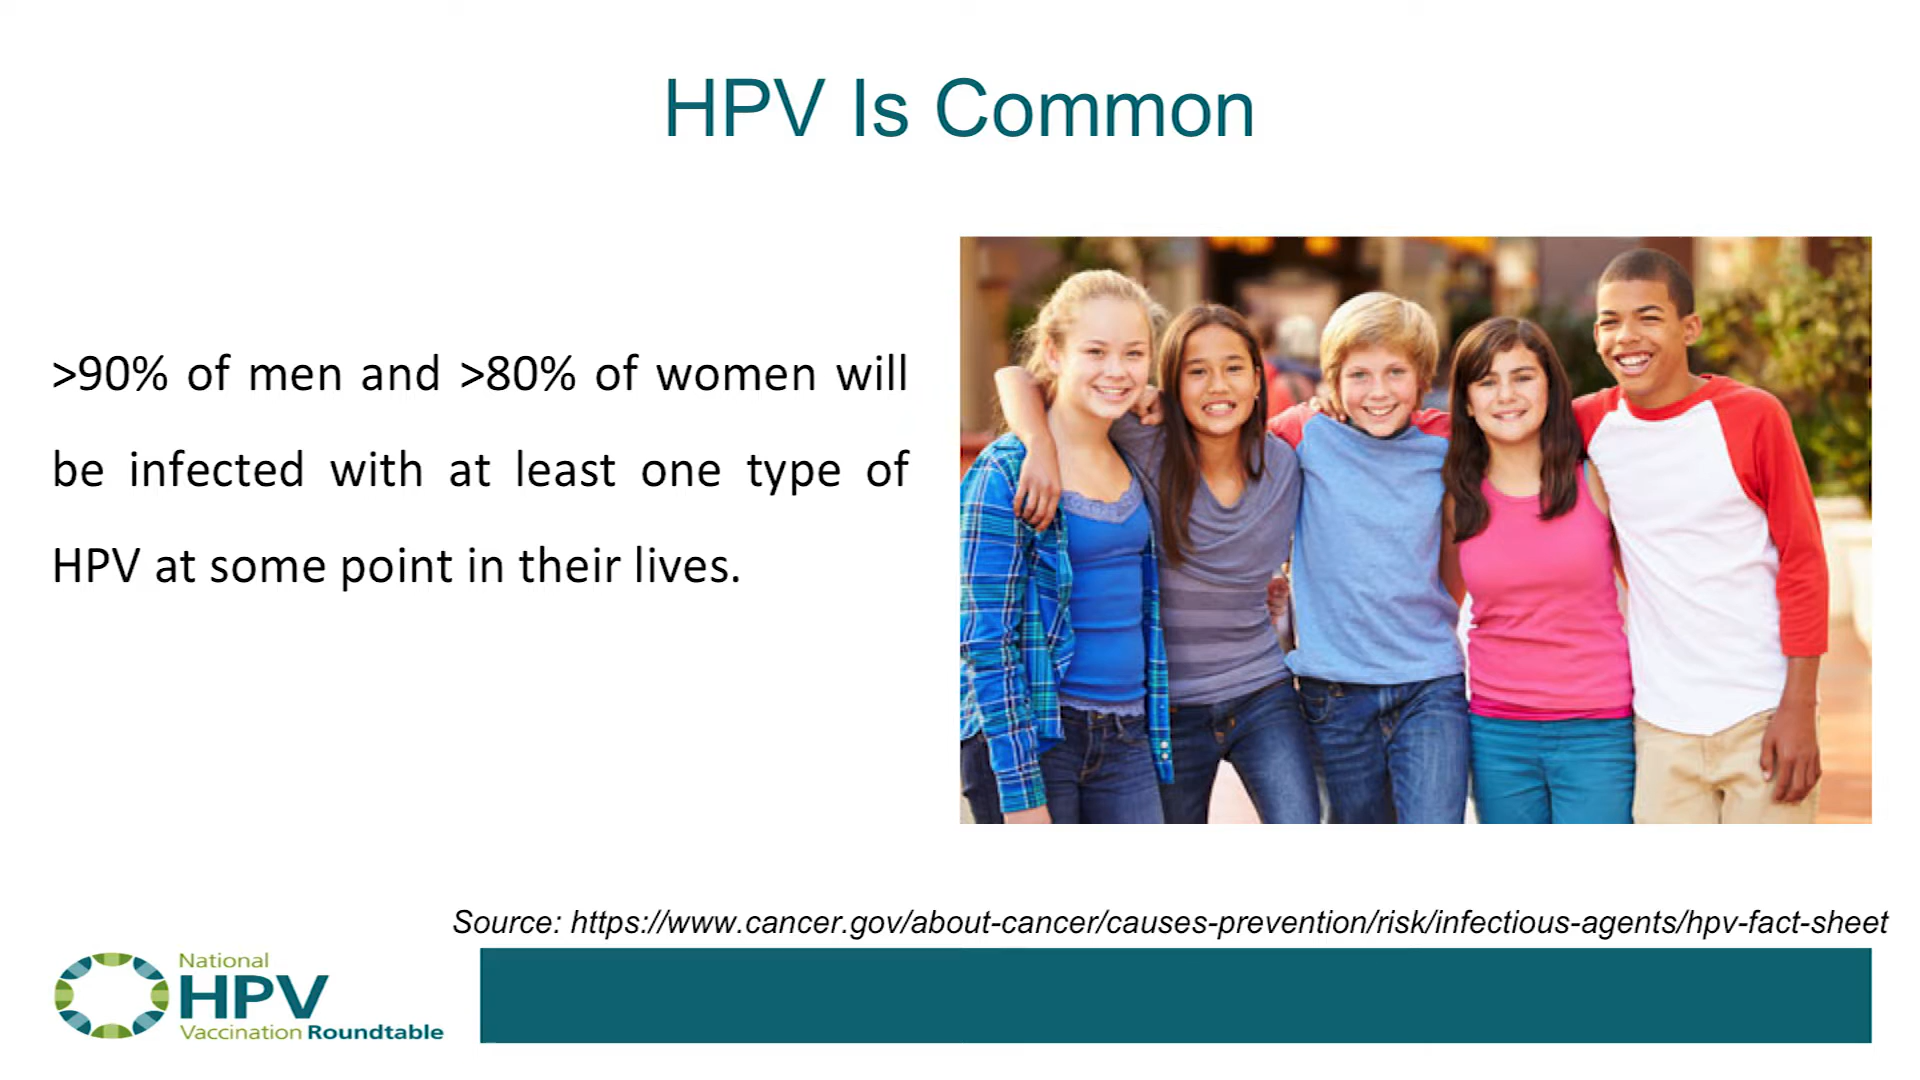 HPV Is Common
>90% of men and >80% of women will
be infected with at least one type of
HPV at some point in their lives.
Source: https://www.cancer.gov/about-cancer/causes-prevention/risk/infectious-agents/hpv-fact-sheet
National
HPV
Vaccination Roundtable